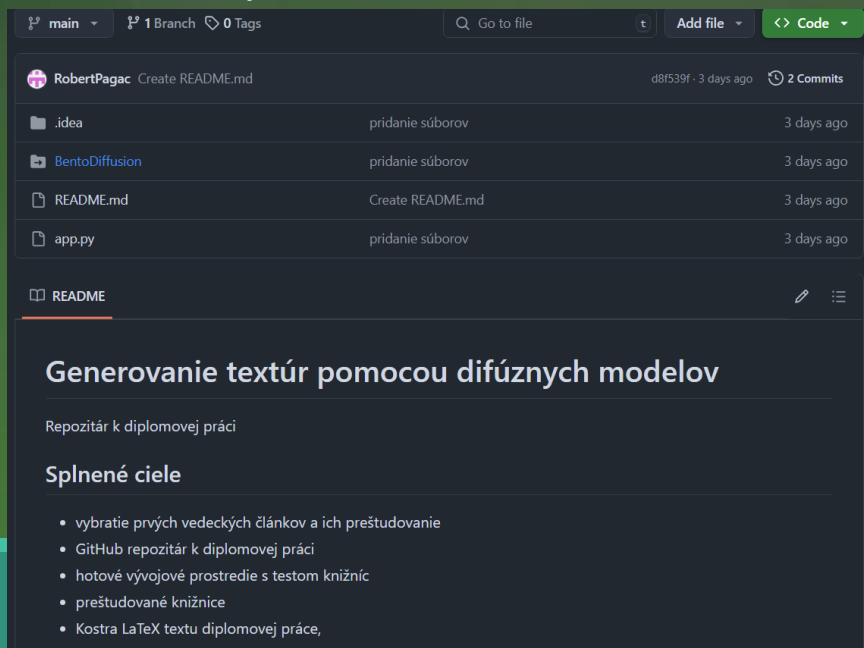 main 1 Branch 0 Tags Go to file t Add file Code
RobertPagac Create README.md d8f539f · 3 days ago 2 Commits
.idea pridanie súborov 3 days ago
BentoDiffusion pridanie súborov 3 days ago
README.md Create README.md 3 days ago
app.py pridanie súborov 3 days ago
README
Generovanie textúr pomocou difúznych modelov
Repozitár k diplomovej práci
Splnené ciele
• vybratie prvých vedeckých článkov a ich preštudovanie
• GitHub repozitár k diplomovej práci
• hotové vývojové prostredie s testom knižníc
• preštudované knižnice
• Kostra LaTeX textu diplomovej práce,